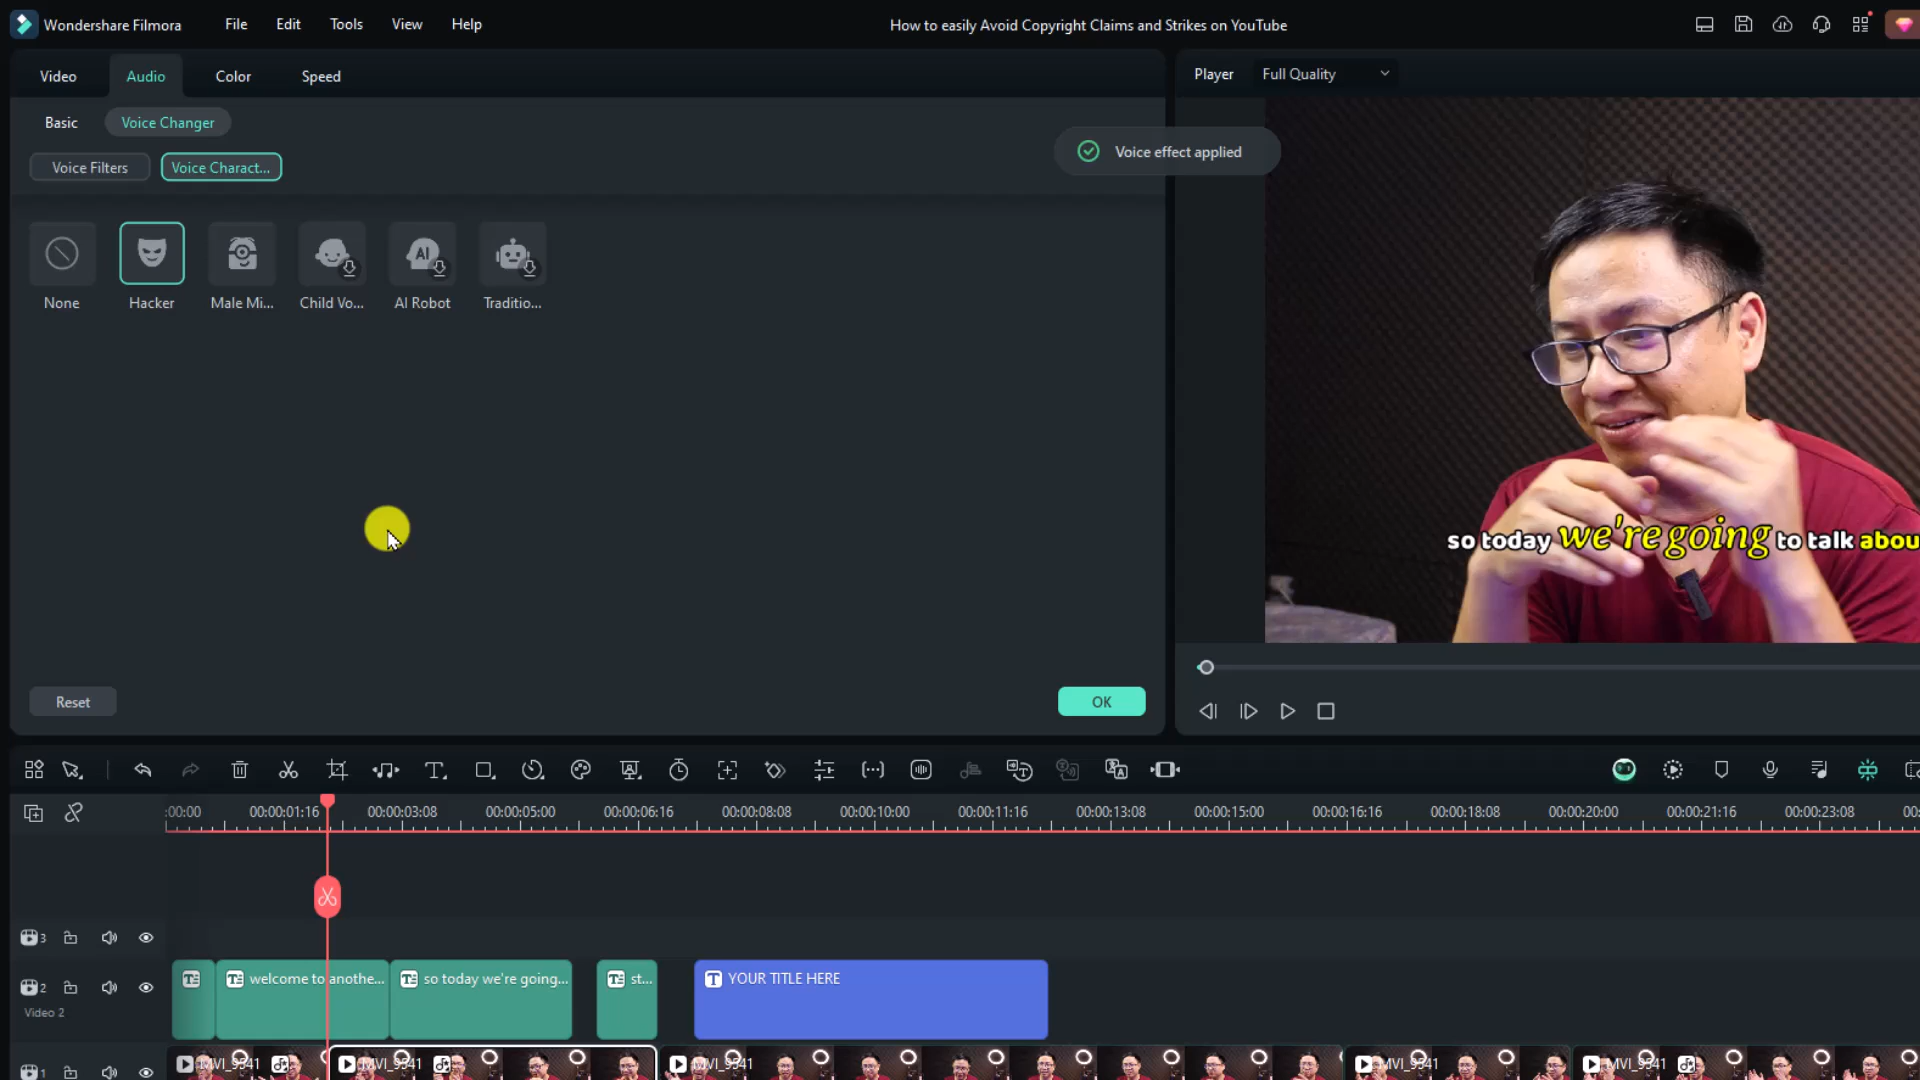 Wondershare Filmora File Edit Tools View Help How to easily Avoid Copyright Claims and Strikes on YouTube
Video Audio Color Speed
Player Full Quality
Basic Voice Changer
Voice effect applied
Voice Filters Voice Charact...
None Hacker Male Mi... Child Vo... AI Robot Traditio...
AI
so today we're going to talk abou
Reset OK
:00:00 00:00:01:16 00:00:03:08 00:00:05:00 00:00:06:16 00:00:08:08 00:00:10:00 00:00:11:16 00:00:13:08 00:00:15:00 00:00:16:16 00:00:18:08 00:00:20:00 00:00:21:16 00:00:23:08 00:
3
2 welcome to anothe... so today we're going... st... YOUR TITLE HERE
Video 2
1 MVI_9341 MVI_9341 MVI_9341 MVI_9341 MVI_9341